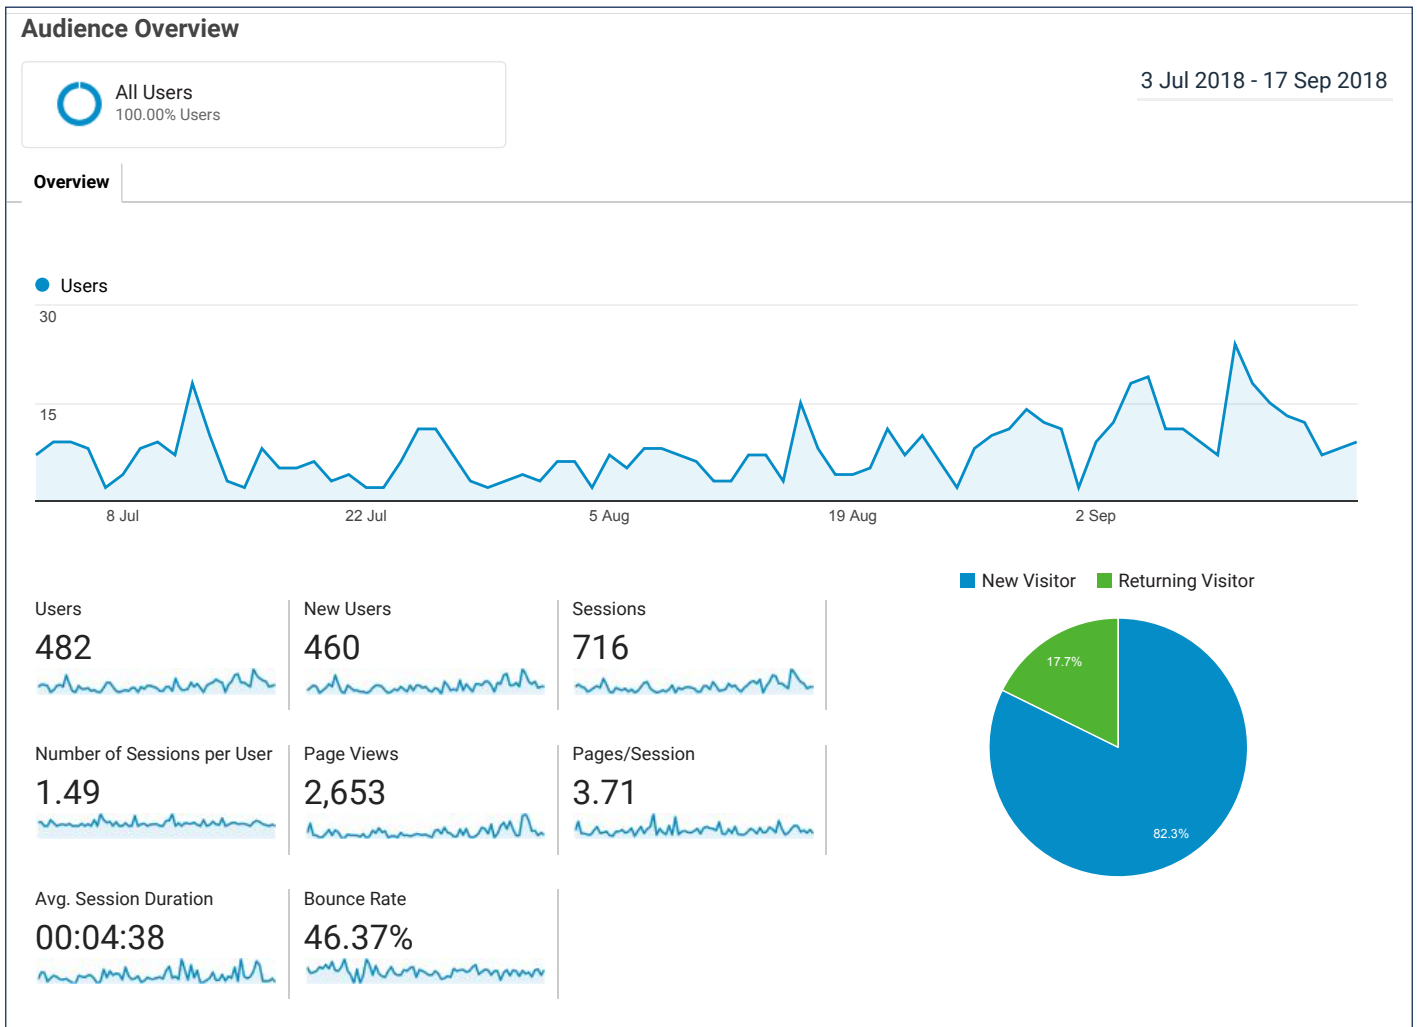 Audience Overview
All Users
100.00% Users
3 Jul 2018 - 17 Sep 2018
Overview
Users
30
15
8 Jul
22 Jul
5 Aug
19 Aug
2 Sep
New Visitor
Returning Visitor
Users
482
New Users
460
Sessions
716
Number of Sessions per User
1.49
Page Views
2,653
Pages/Session
3.71
Avg. Session Duration
00:04:38
Bounce Rate
46.37%
17.7%
82.3%